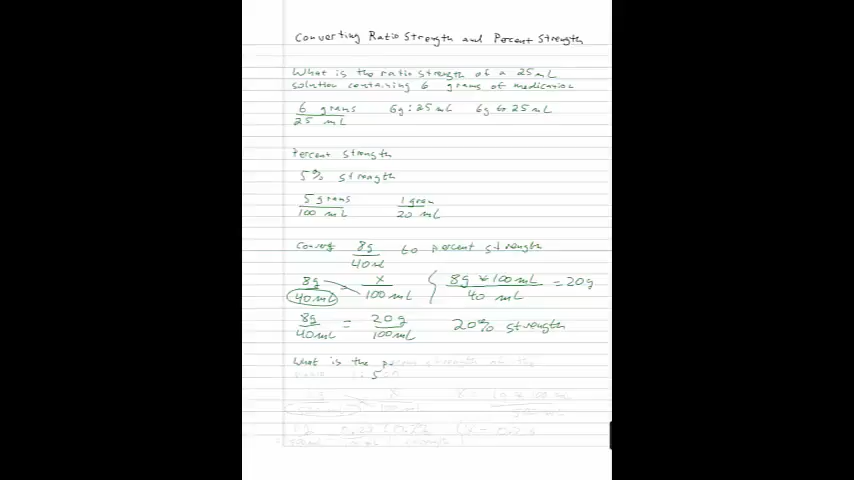 Converting Ratio Strength and Percent Strength
What is the ratio strength of a 25 mL
solution containing 6 grams of medication
6 grams / 25 mL 6g : 25 mL 6g to 25 mL
Percent Strength
5% strength
5 grams / 100 mL 1 gram / 20 mL
Convert 8g / 40 mL to percent strength
8g / 40 mL = x / 100 mL 8g * 100 mL / 40 mL = 20g
8g / 40 mL = 20g / 100 mL 20% strength
What is the percent strength of the